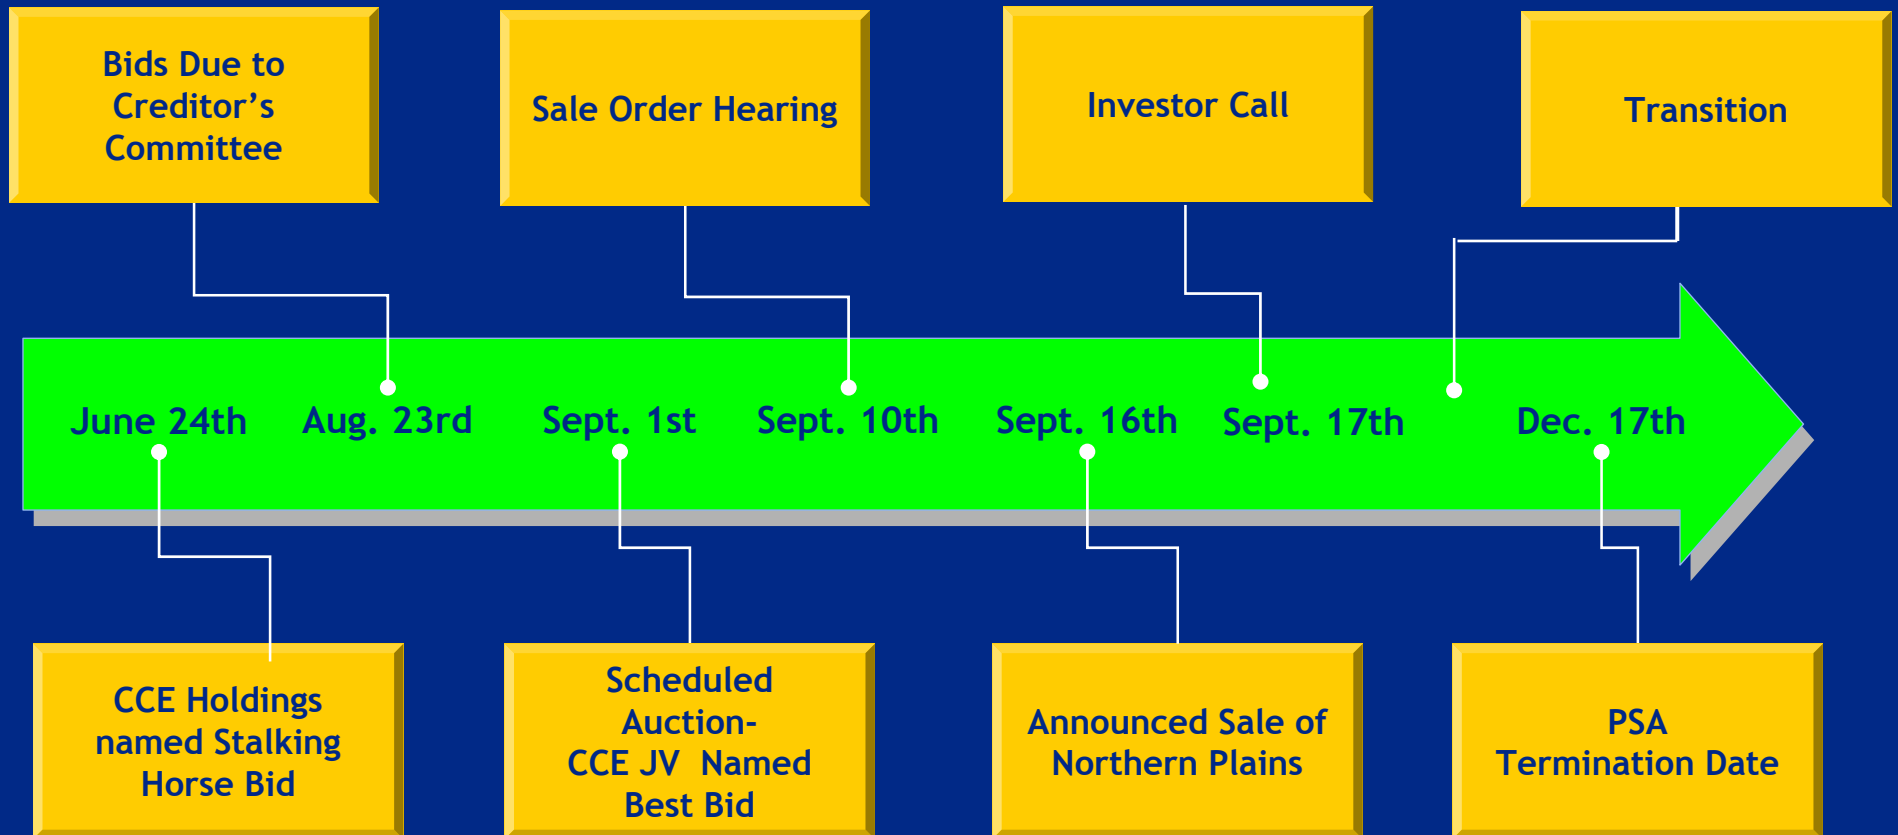 Bids Due to
Creditor’s
Committee
Sale Order Hearing
Investor Call
Transition
June 24th
Aug. 23rd
Sept. 1st
Sept. 10th
Sept. 16th
Sept. 17th
Dec. 17th
CCE Holdings
named Stalking
Horse Bid
Scheduled
Auction-
CCE JV Named
Best Bid
Announced Sale of
Northern Plains
PSA
Termination Date